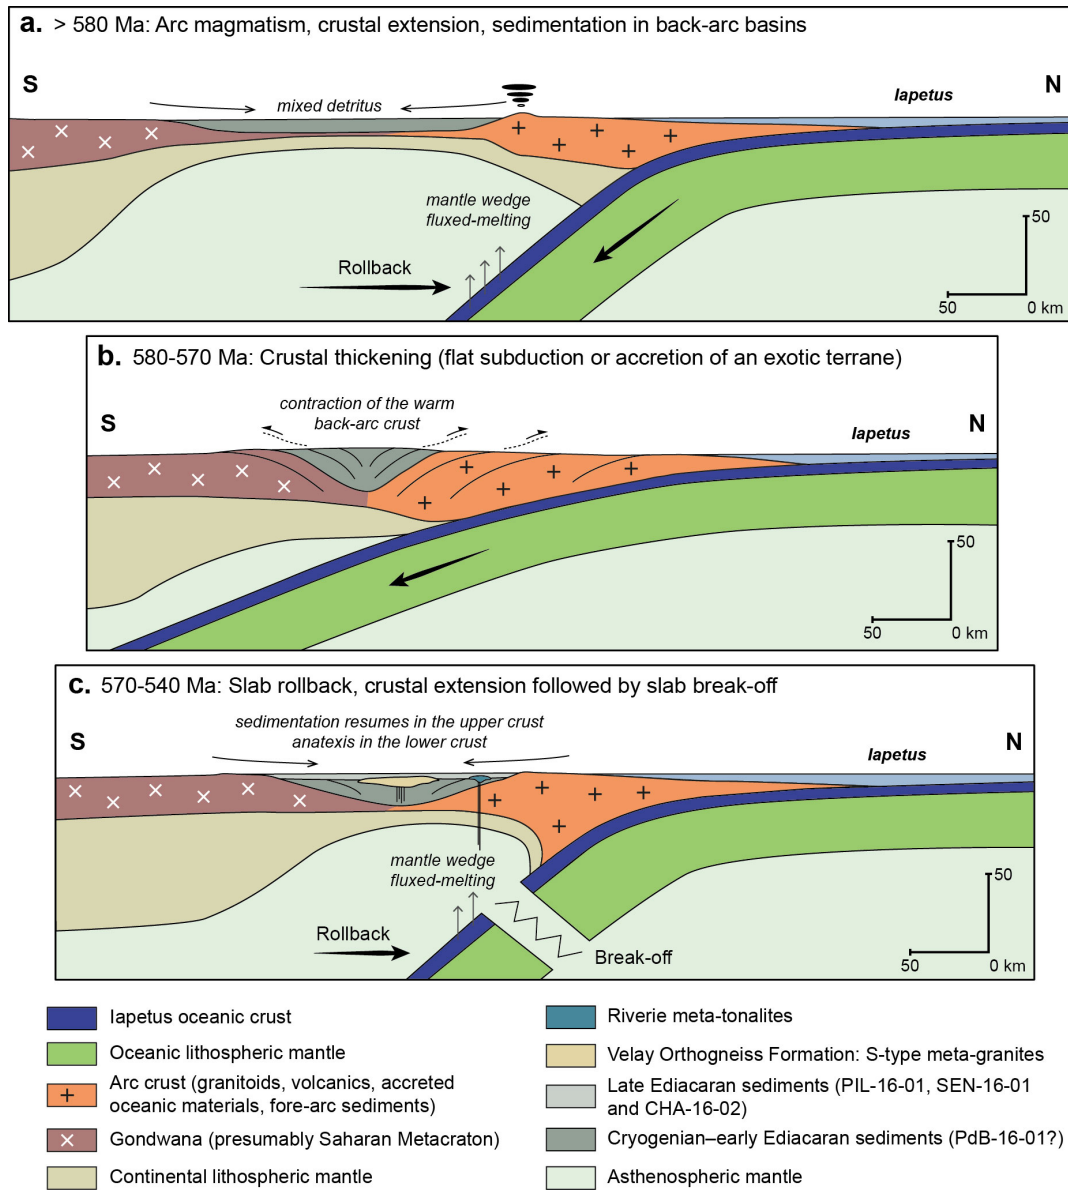 a. > 580 Ma: Arc magmatism, crustal extension, sedimentation in back-arc basins
S
N
mixed detritus
Iapetus
mantle wedge
fluxed-melting
Rollback
50
50
0 km
b. 580-570 Ma: Crustal thickening (flat subduction or accretion of an exotic terrane)
contraction of the warm
back-arc crust
S
N
Iapetus
50
50
0 km
c. 570-540 Ma: Slab rollback, crustal extension followed by slab break-off
sedimentation resumes in the upper crust
anatexis in the lower crust
S
N
Iapetus
mantle wedge
fluxed-melting
Rollback
Break-off
50
50
0 km
Iapetus oceanic crust
Oceanic lithospheric mantle
Arc crust (granitoids, volcanics, accreted
oceanic materials, fore-arc sediments)
Gondwana (presumably Saharan Metacraton)
Continental lithospheric mantle
Riverie meta-tonalites
Velay Orthogneiss Formation: S-type meta-granites
Late Ediacaran sediments (PIL-16-01, SEN-16-01
and CHA-16-02)
Cryogenian–early Ediacaran sediments (PdB-16-01?)
Asthenospheric mantle